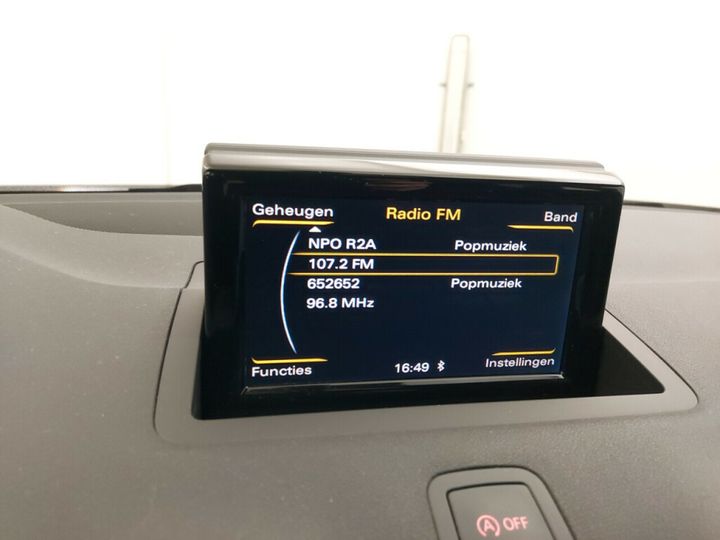 Geheugen Radio FM Band
NPO R2A Popmuziek
107.2 FM
652652 Popmuziek
96.8 MHz
Functies 16:49 Instellingen
A OFF